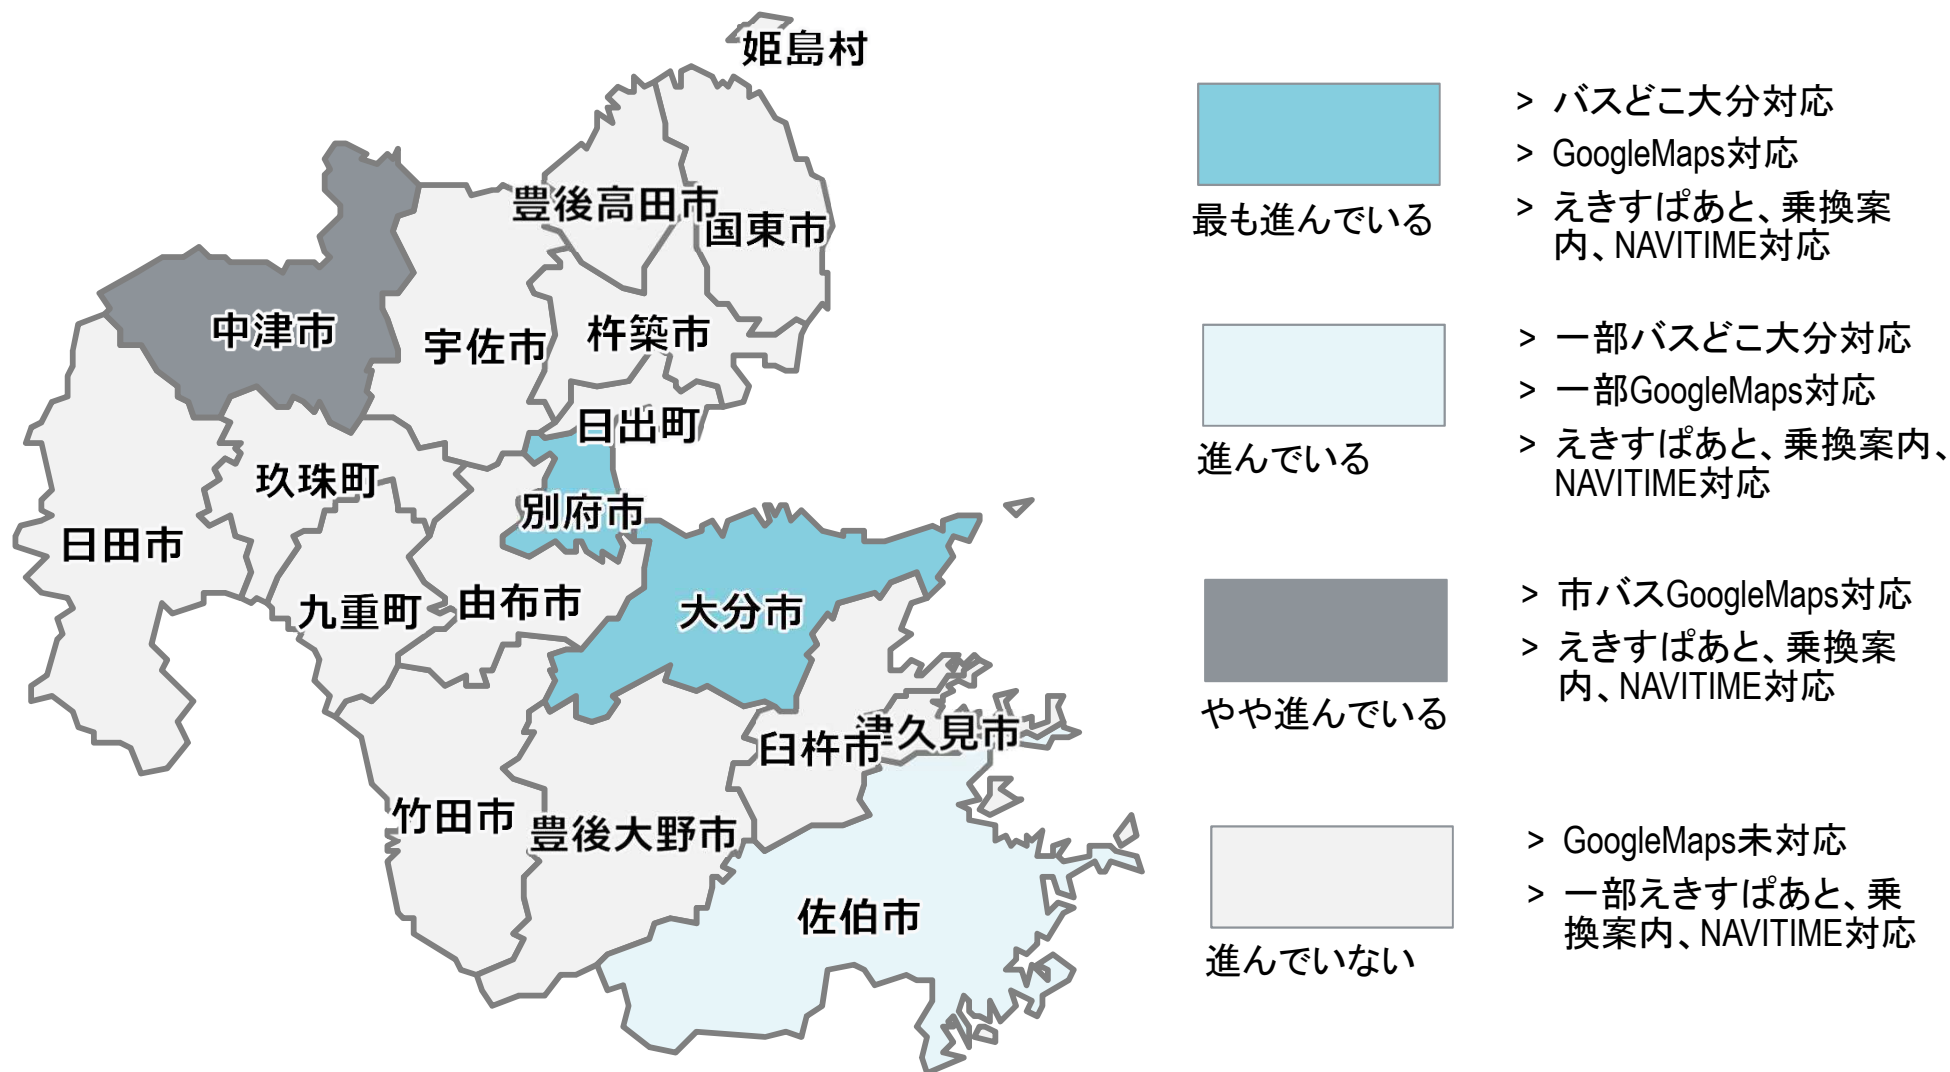 姫島村
豊後高田市
国東市
中津市
宇佐市
杵築市
日出町
玖珠町
別府市
日田市
九重町
由布市
大分市
臼杵市
津久見市
竹田市
豊後大野市
佐伯市
最も進んでいる
> バスどこ大分対応
> GoogleMaps対応
> えきすぱあと、乗換案
内、NAVITIME対応
進んでいる
> 一部バスどこ大分対応
> 一部GoogleMaps対応
> えきすぱあと、乗換案内、
NAVITIME対応
やや進んでいる
> 市バスGoogleMaps対応
> えきすぱあと、乗換案
内、NAVITIME対応
進んでいない
> GoogleMaps未対応
> 一部えきすぱあと、乗
換案内、NAVITIME対応